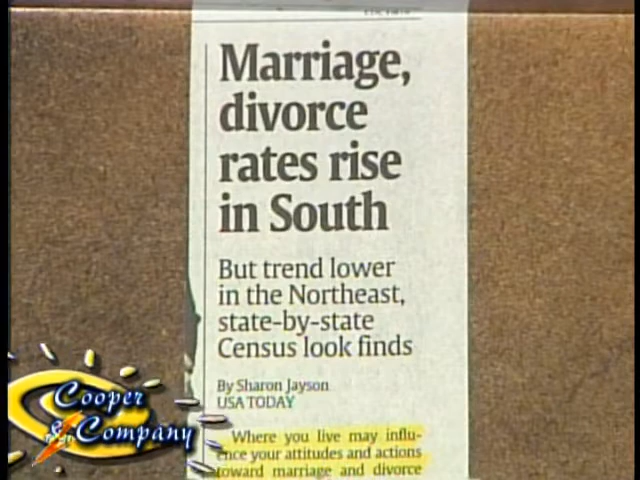 Marriage,
divorce
rates rise
in South
But trend lower
in the Northeast,
state-by-state
Census look finds
By Sharon Jayson
USA TODAY
Where you live may influ-
ence your attitudes and actions
toward marriage and divorce
Cooper
& Company